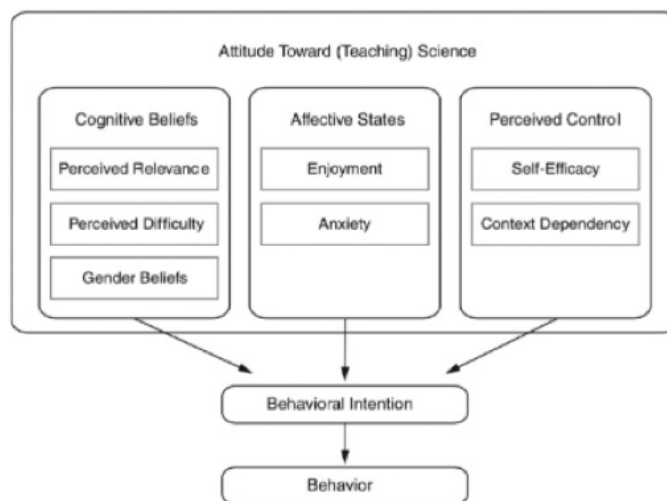 Attitude Toward (Teaching) Science
Cognitive Beliefs
Perceived Relevance
Perceived Difficulty
Gender Beliefs
Affective States
Enjoyment
Anxiety
Perceived Control
Self-Efficacy
Context Dependency
Behavioral Intention
Behavior